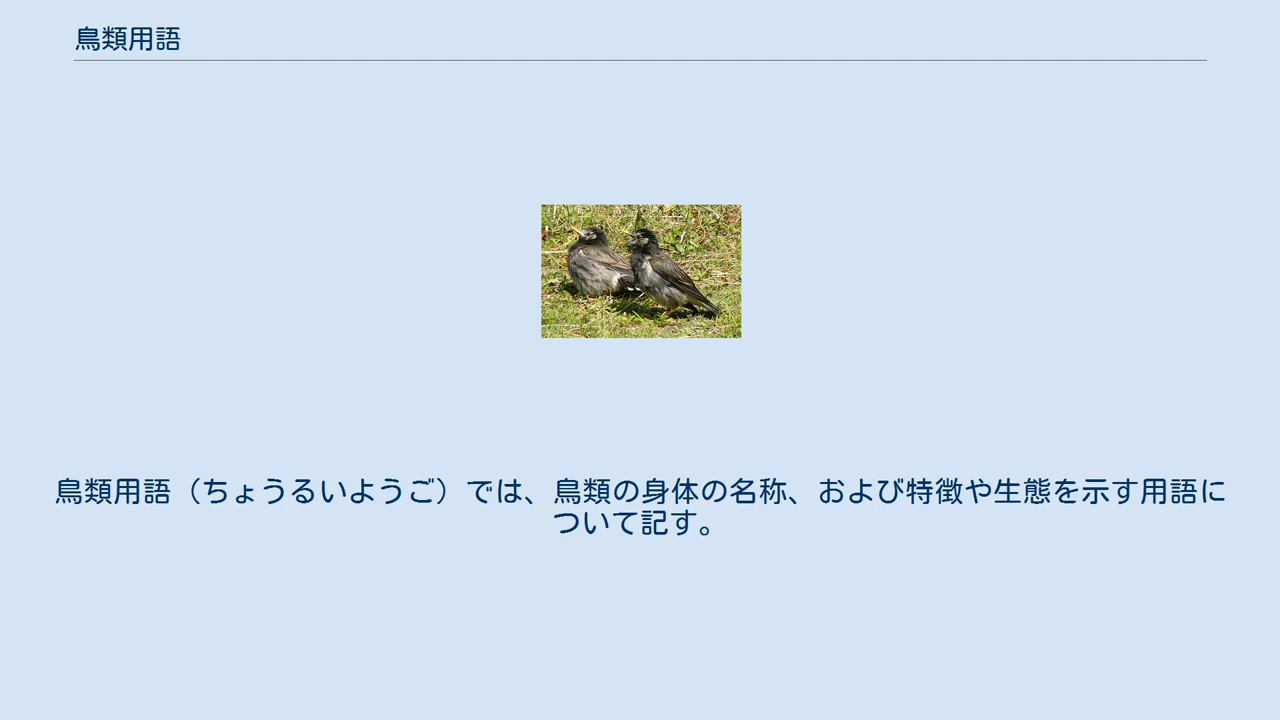 鳥類用語
鳥類用語（ちょうるいようご）では、鳥類の身体の名称、および特徴や生態を示す用語に
ついて記す。